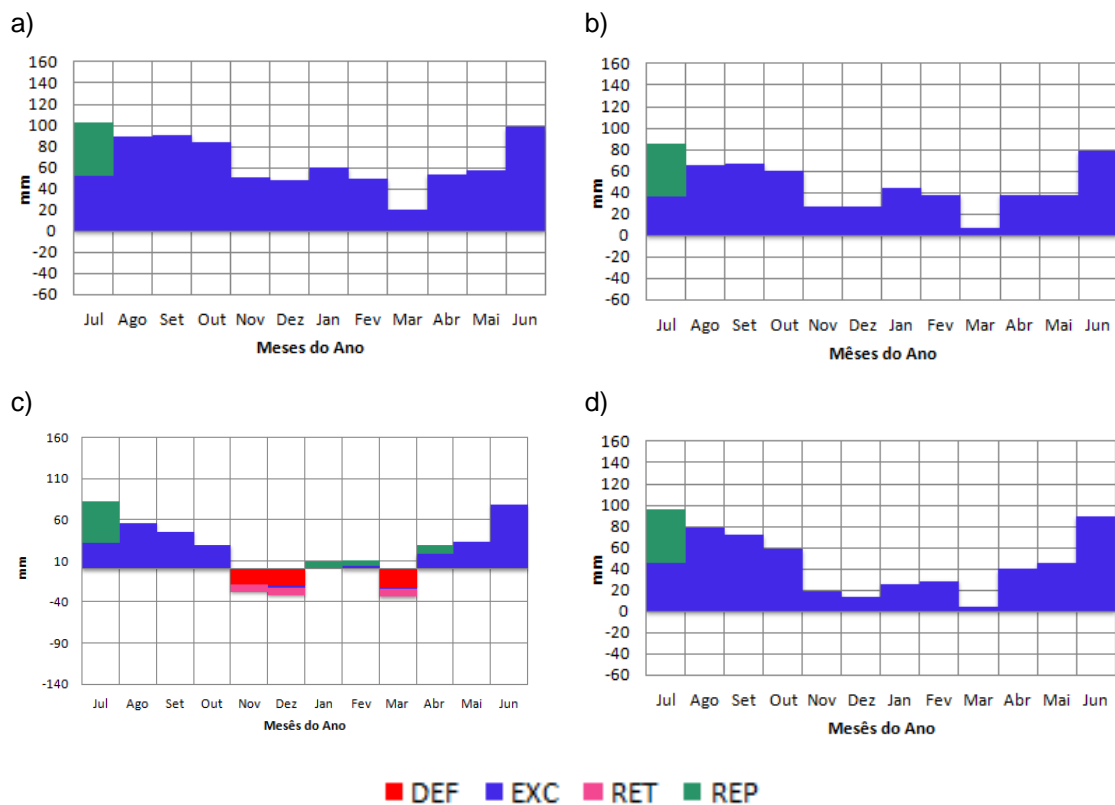 a)
160
140
120
100
80
60
40
20
0
-20
-40
-60
mm
Jul Ago Set Out Nov Dez Jan Fev Mar Abr Mai Jun
Meses do Ano
b)
160
140
120
100
80
60
40
20
0
-20
-40
-60
mm
Jul Ago Set Out Nov Dez Jan Fev Mar Abr Mai Jun
Mêses do Ano
c)
160
110
60
10
-40
-90
-140
mm
Jul Ago Set Out Nov Dez Jan Fev Mar Abr Mai Jun
Mesês do Ano
d)
160
140
120
100
80
60
40
20
0
-20
-40
-60
mm
Jul Ago Set Out Nov Dez Jan Fev Mar Abr Mai Jun
Mesês do Ano
DEF EXC RET REP